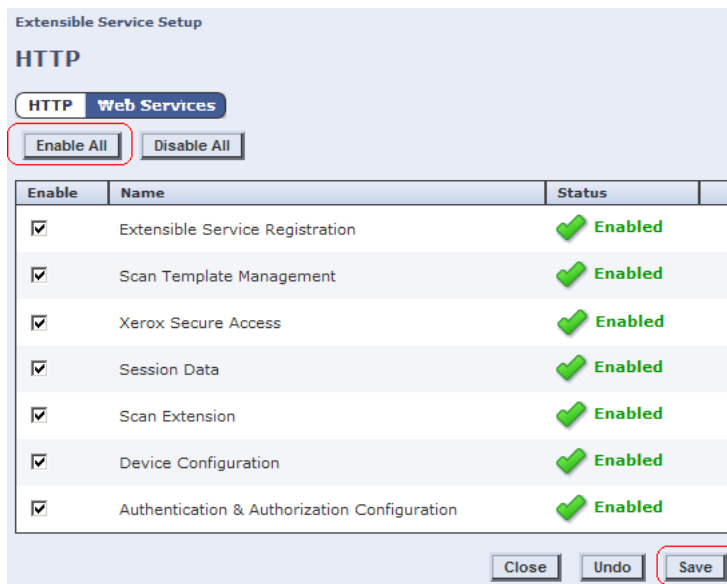 Extensible Service Setup
HTTP
HTTP Web Services
Enable All Disable All
Enable Name Status
Extensible Service Registration Enabled
Scan Template Management Enabled
Xerox Secure Access Enabled
Session Data Enabled
Scan Extension Enabled
Device Configuration Enabled
Authentication & Authorization Configuration Enabled
Close Undo Save